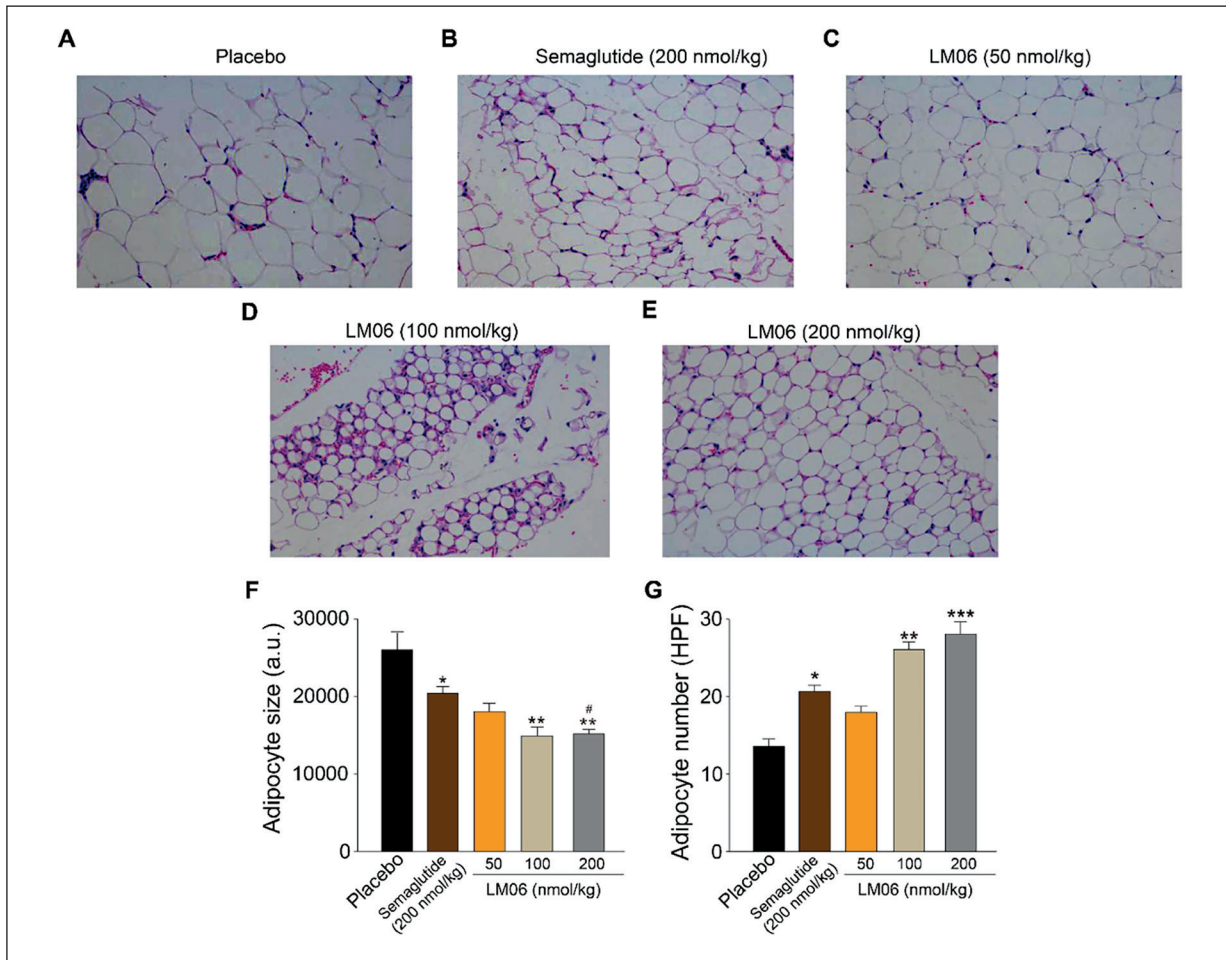 A
Placebo
B
Semaglutide (200 nmol/kg)
C
LM06 (50 nmol/kg)
D
LM06 (100 nmol/kg)
E
LM06 (200 nmol/kg)
F
Adipocyte size (a.u.)
30000
20000
10000
0
*
**
#
**
Placebo
Semaglutide
(200 nmol/kg)
50
100
200
LM06 (nmol/kg)
G
Adipocyte number (HPF)
30
20
10
0
*
**
***
Placebo
Semaglutide
(200 nmol/kg)
50
100
200
LM06 (nmol/kg)